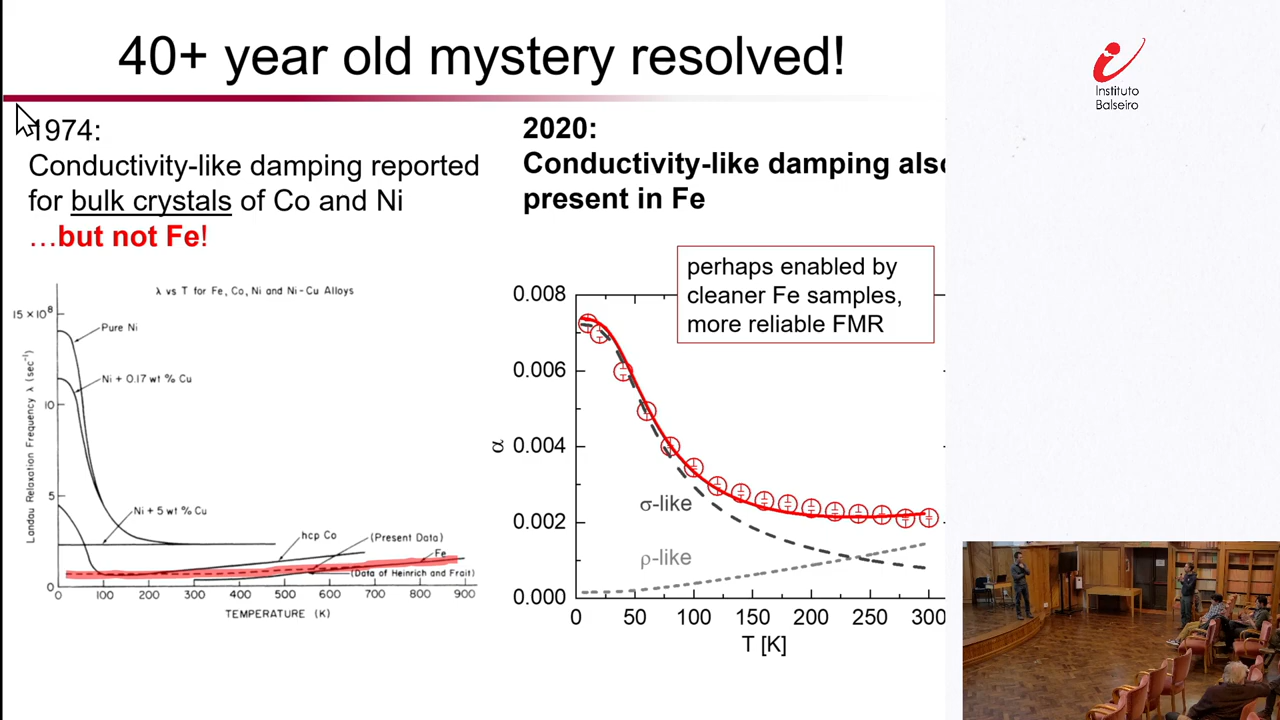 40+ year old mystery resolved!
1974:
Conductivity-like damping reported
for bulk crystals of Co and Ni
…but not Fe!
2020:
Conductivity-like damping also
present in Fe
perhaps enabled by
cleaner Fe samples,
more reliable FMR
λ vs T for Fe, Co, Ni and Ni-Cu Alloys
15 × 10⁸
10
5
0
Landau Relaxation Frequency λ (sec⁻¹)
Pure Ni
Ni + 0.17 wt % Cu
Ni + 5 wt % Cu
hcp Co
(Present Data)
Fe
(Data of Heinrich and Frait)
0 100 200 300 400 500 600 700 800 900
TEMPERATURE (K)
0.008
0.006
0.004
0.002
0.000
α
σ-like
ρ-like
0 50 100 150 200 250 300
T [K]
Instituto
Balseiro